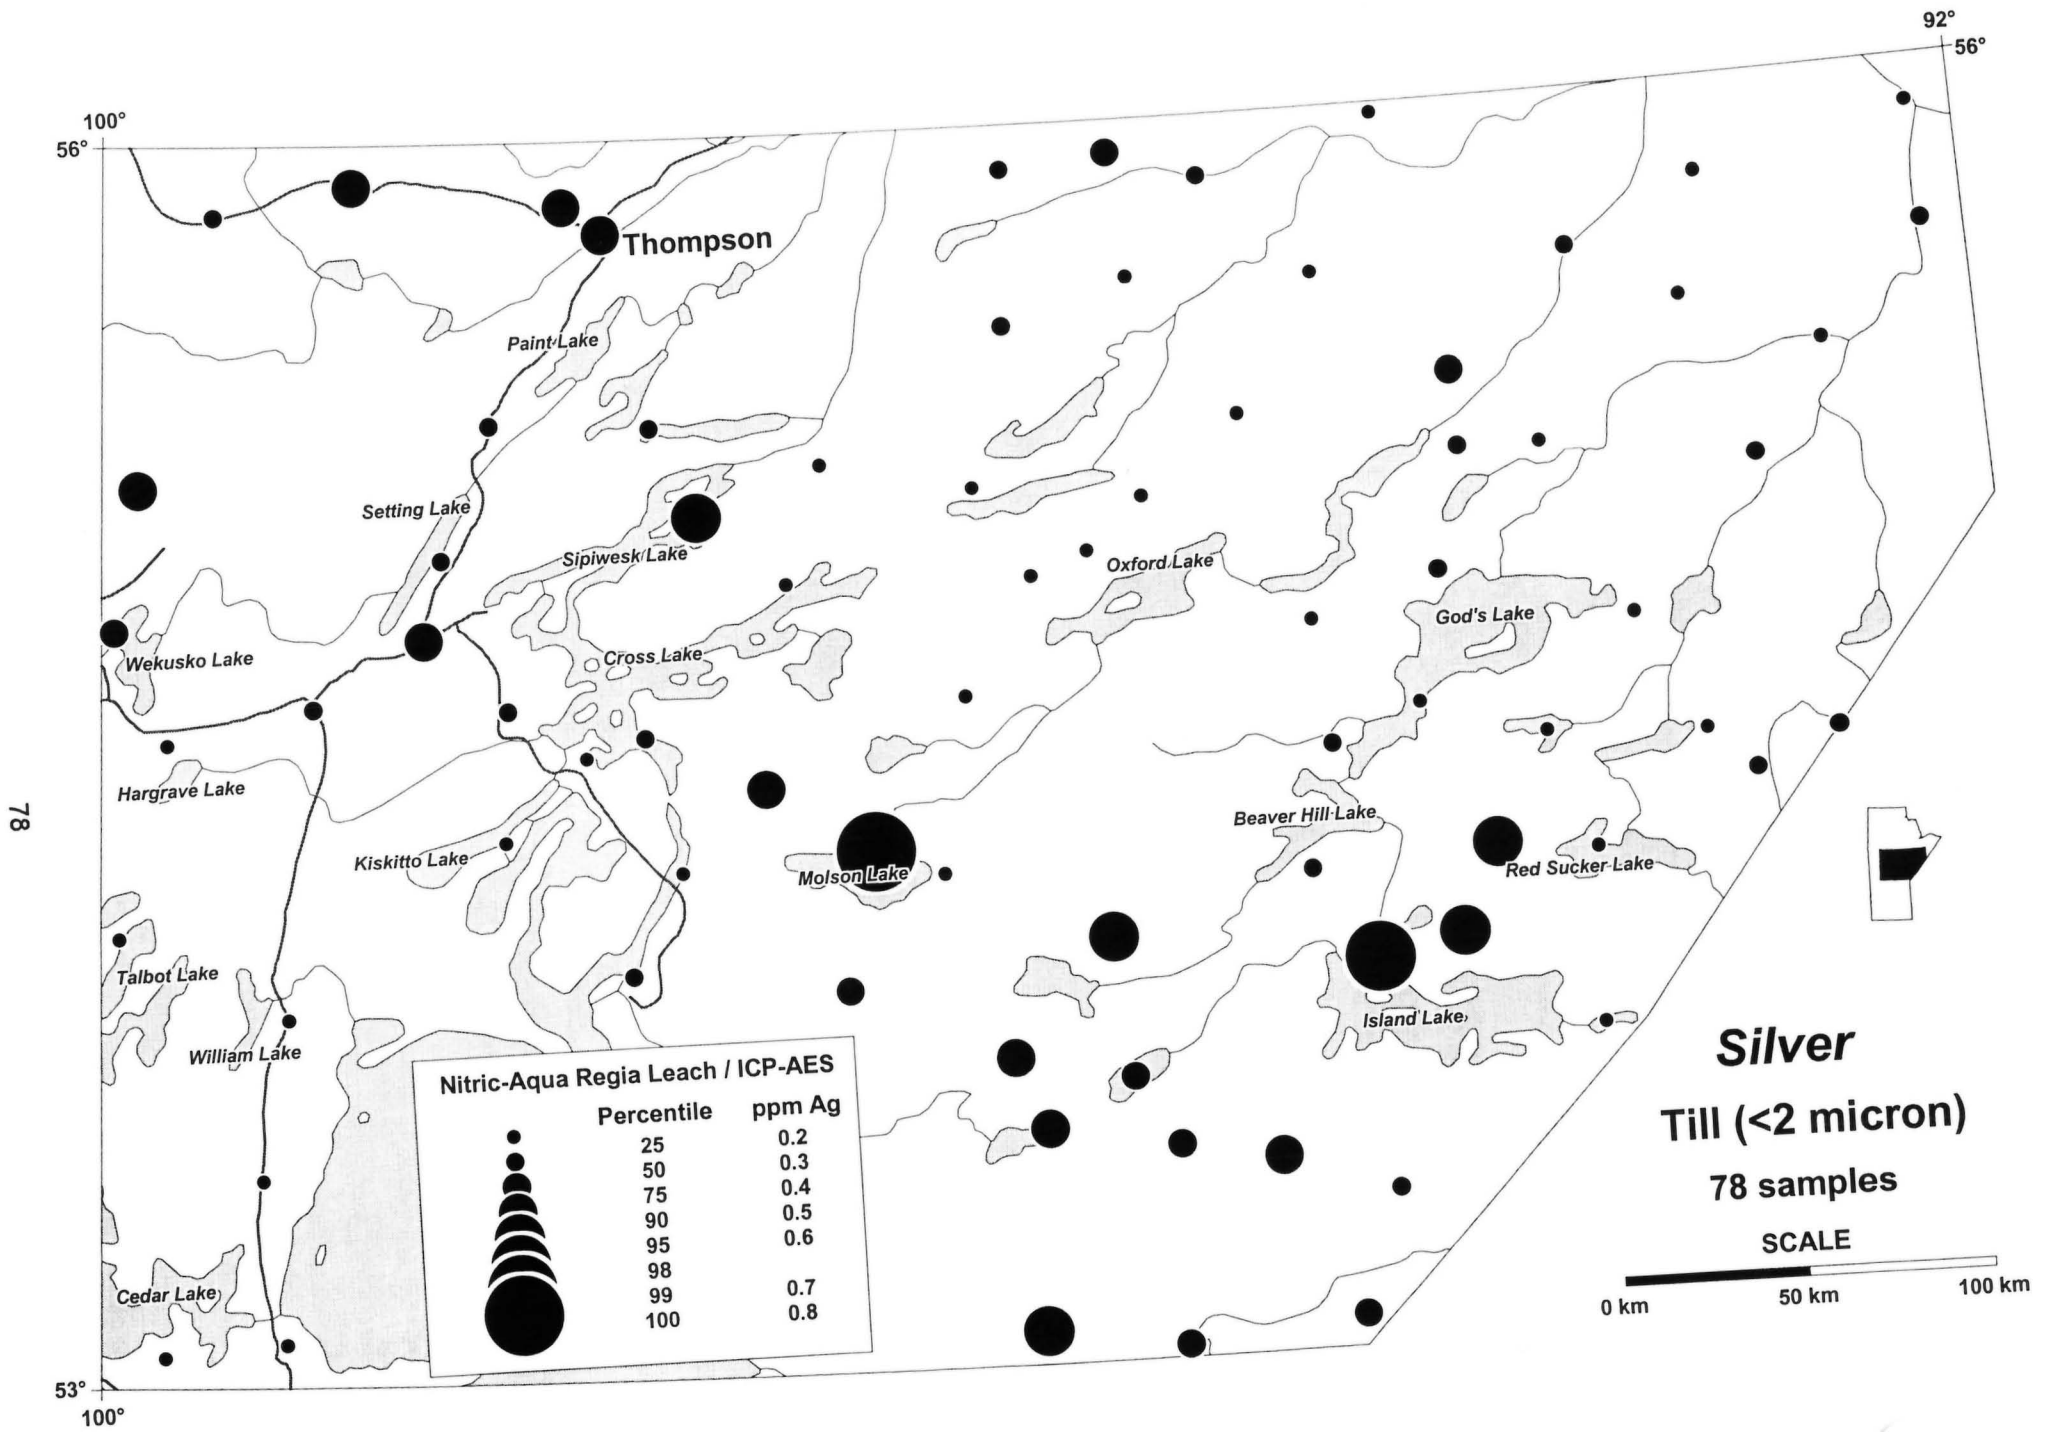 92°
56°
100°
56°
Thompson
Paint Lake
Setting Lake
Sipiwesk Lake
Oxford Lake
God's Lake
Cross Lake
Wekusko Lake
Hargrave Lake
Beaver Hill Lake
Kiskitto Lake
Molson Lake
Red Sucker Lake
78
Talbot Lake
Island Lake
William Lake
Cedar Lake
53°
100°
Nitric-Aqua Regia Leach / ICP-AES
Percentile ppm Ag
25 0.2
50 0.3
75 0.4
90 0.5
95 0.6
98
99 0.7
100 0.8
Silver
Till (<2 micron)
78 samples
SCALE
0 km 50 km 100 km